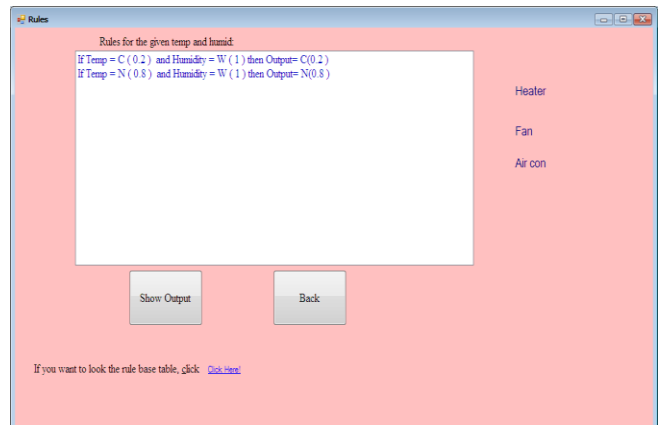 Rules
Rules for the given temp and humid:
If Temp = C ( 0.2 ) and Humidity = W ( 1 ) then Output= C(0.2 )
If Temp = N ( 0.8 ) and Humidity = W ( 1 ) then Output= N(0.8 )
Heater
Fan
Air con
Show Output
Back
If you want to look the rule base table, click Click Here!